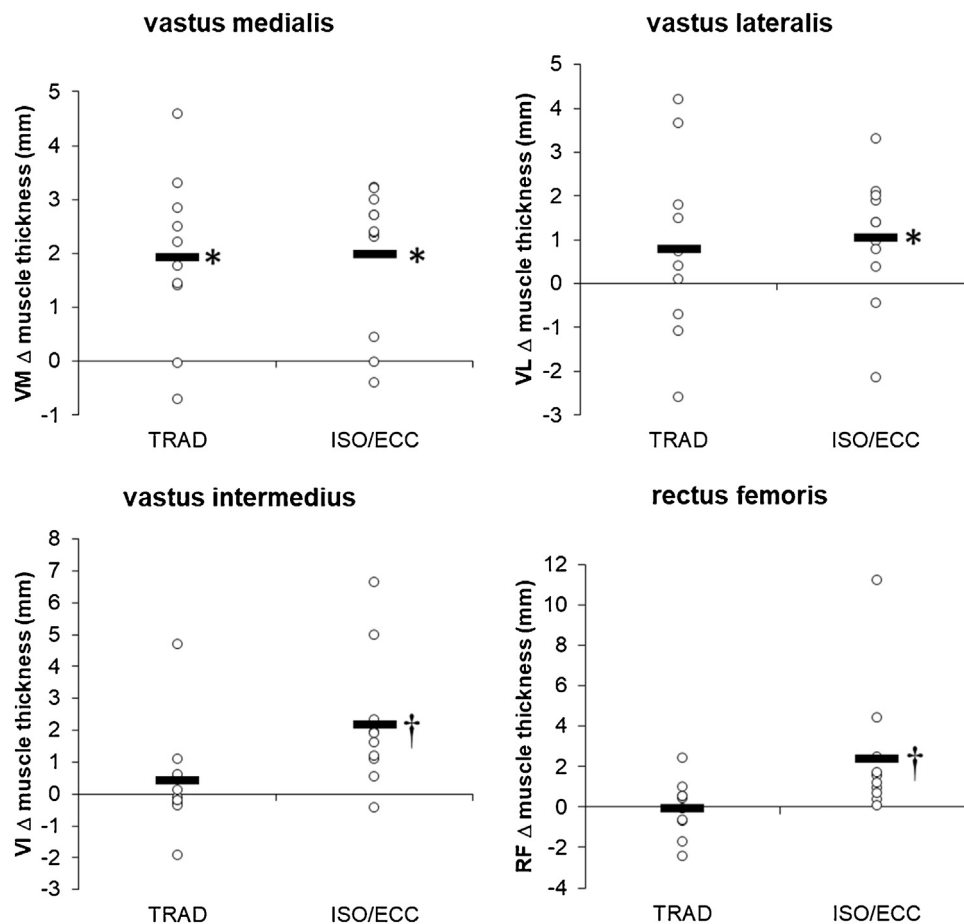 vastus medialis
VM Δ muscle thickness (mm)
5
4
3
2
1
0
-1
*
*
TRAD
ISO/ECC
vastus lateralis
VL Δ muscle thickness (mm)
5
4
3
2
1
0
-1
-2
-3
*
TRAD
ISO/ECC
vastus intermedius
VI Δ muscle thickness (mm)
8
7
6
5
4
3
2
1
0
-1
-2
-3
†
TRAD
ISO/ECC
rectus femoris
RF Δ muscle thickness (mm)
12
10
8
6
4
2
0
-2
-4
†
TRAD
ISO/ECC